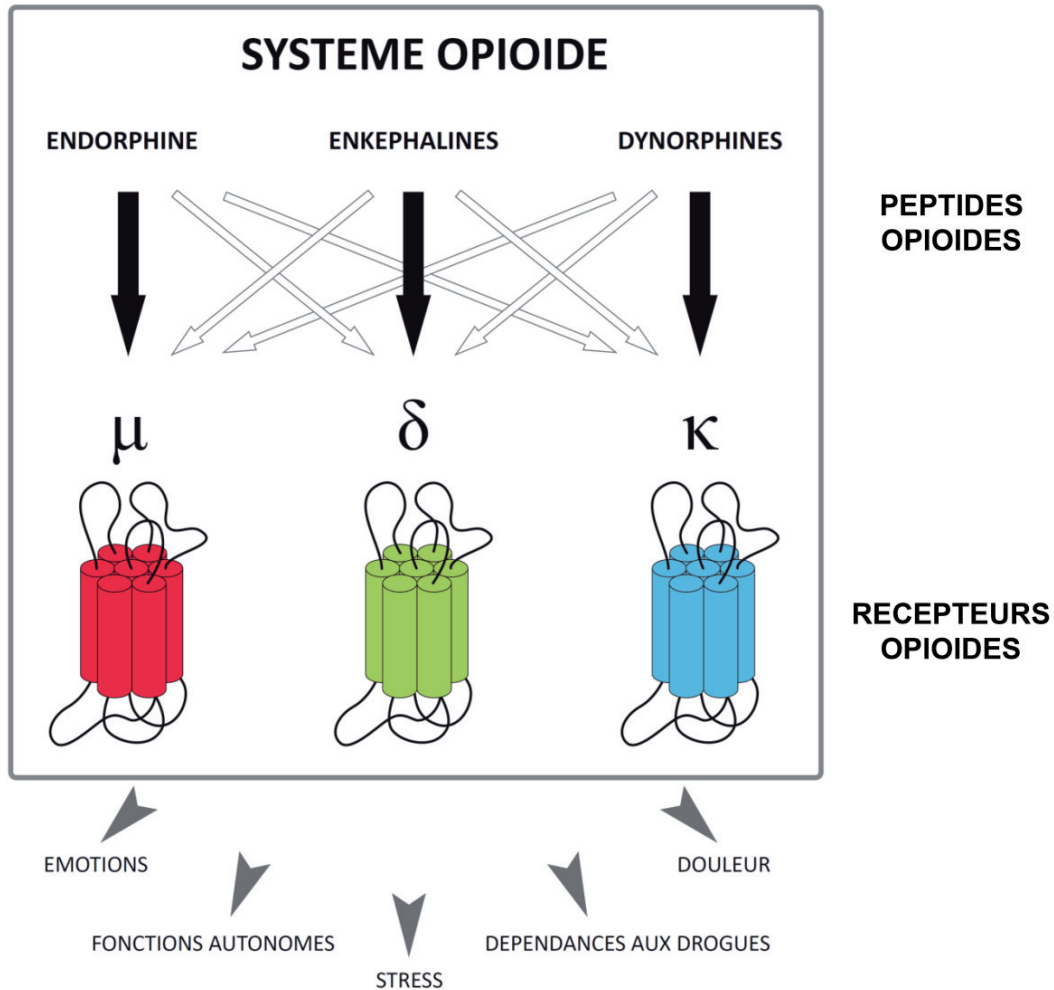 SYSTEME OPIOIDE
ENDORPHINE
ENKEPHALINES
DYNORPHINES
PEPTIDES
OPIOIDES
μ
δ
κ
RECEPTEURS
OPIOIDES
EMOTIONS
DOULEUR
FONCTIONS AUTONOMES
DEPENDANCES AUX DROGUES
STRESS